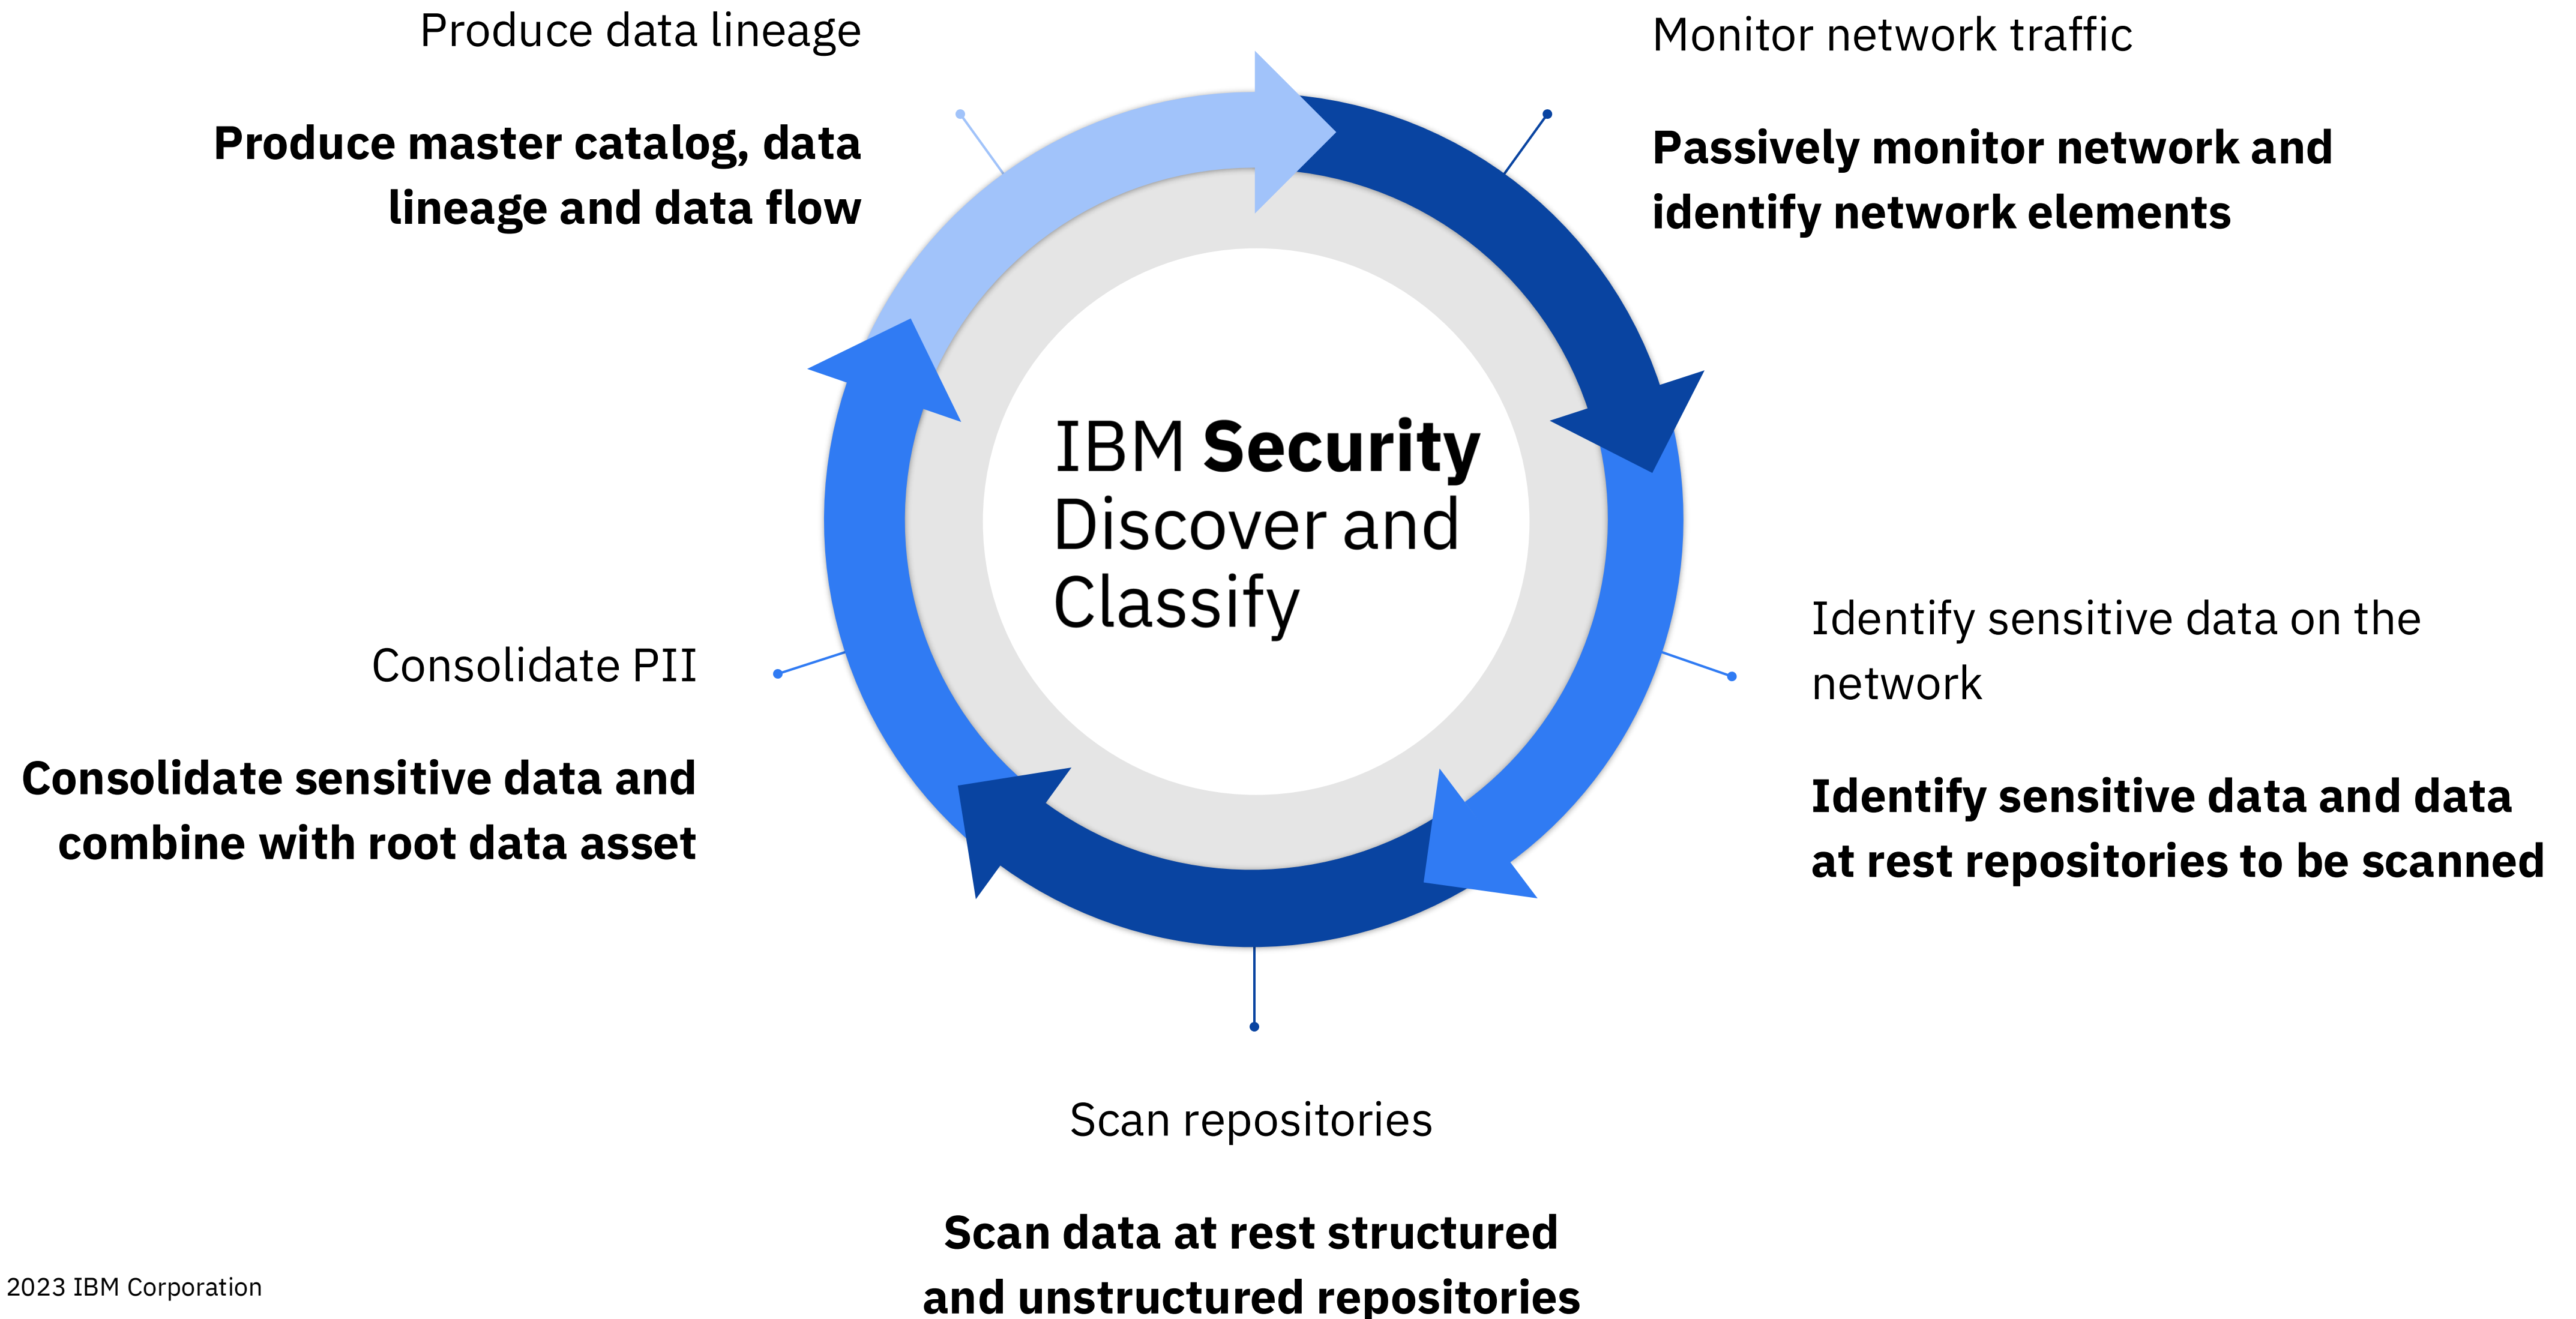 Produce data lineage
Produce master catalog, data
lineage and data flow
Monitor network traffic
Passively monitor network and
identify network elements
IBM Security
Discover and
Classify
Identify sensitive data on the
network
Identify sensitive data and data
at rest repositories to be scanned
Consolidate PII
Consolidate sensitive data and
combine with root data asset
Scan repositories
Scan data at rest structured
and unstructured repositories
2023 IBM Corporation